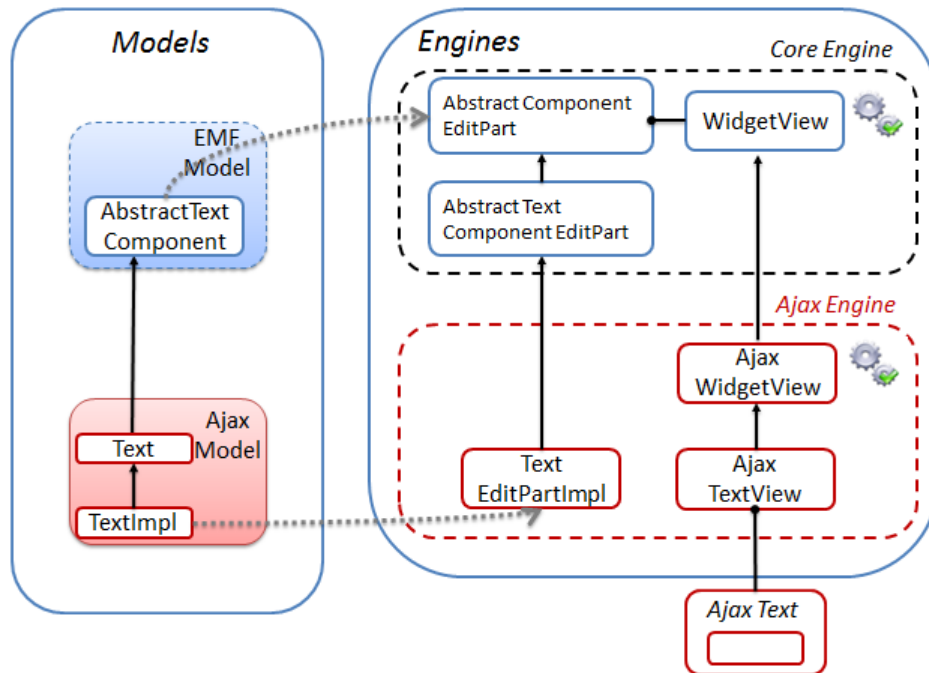 Models
EMF
Model
AbstractText
Component
Ajax
Model
Text
TextImpl
Engines
Core Engine
Abstract Component
EditPart
WidgetView
Abstract Text
Component EditPart
Ajax Engine
Ajax
WidgetView
Text
EditPartImpl
Ajax
TextView
Ajax Text